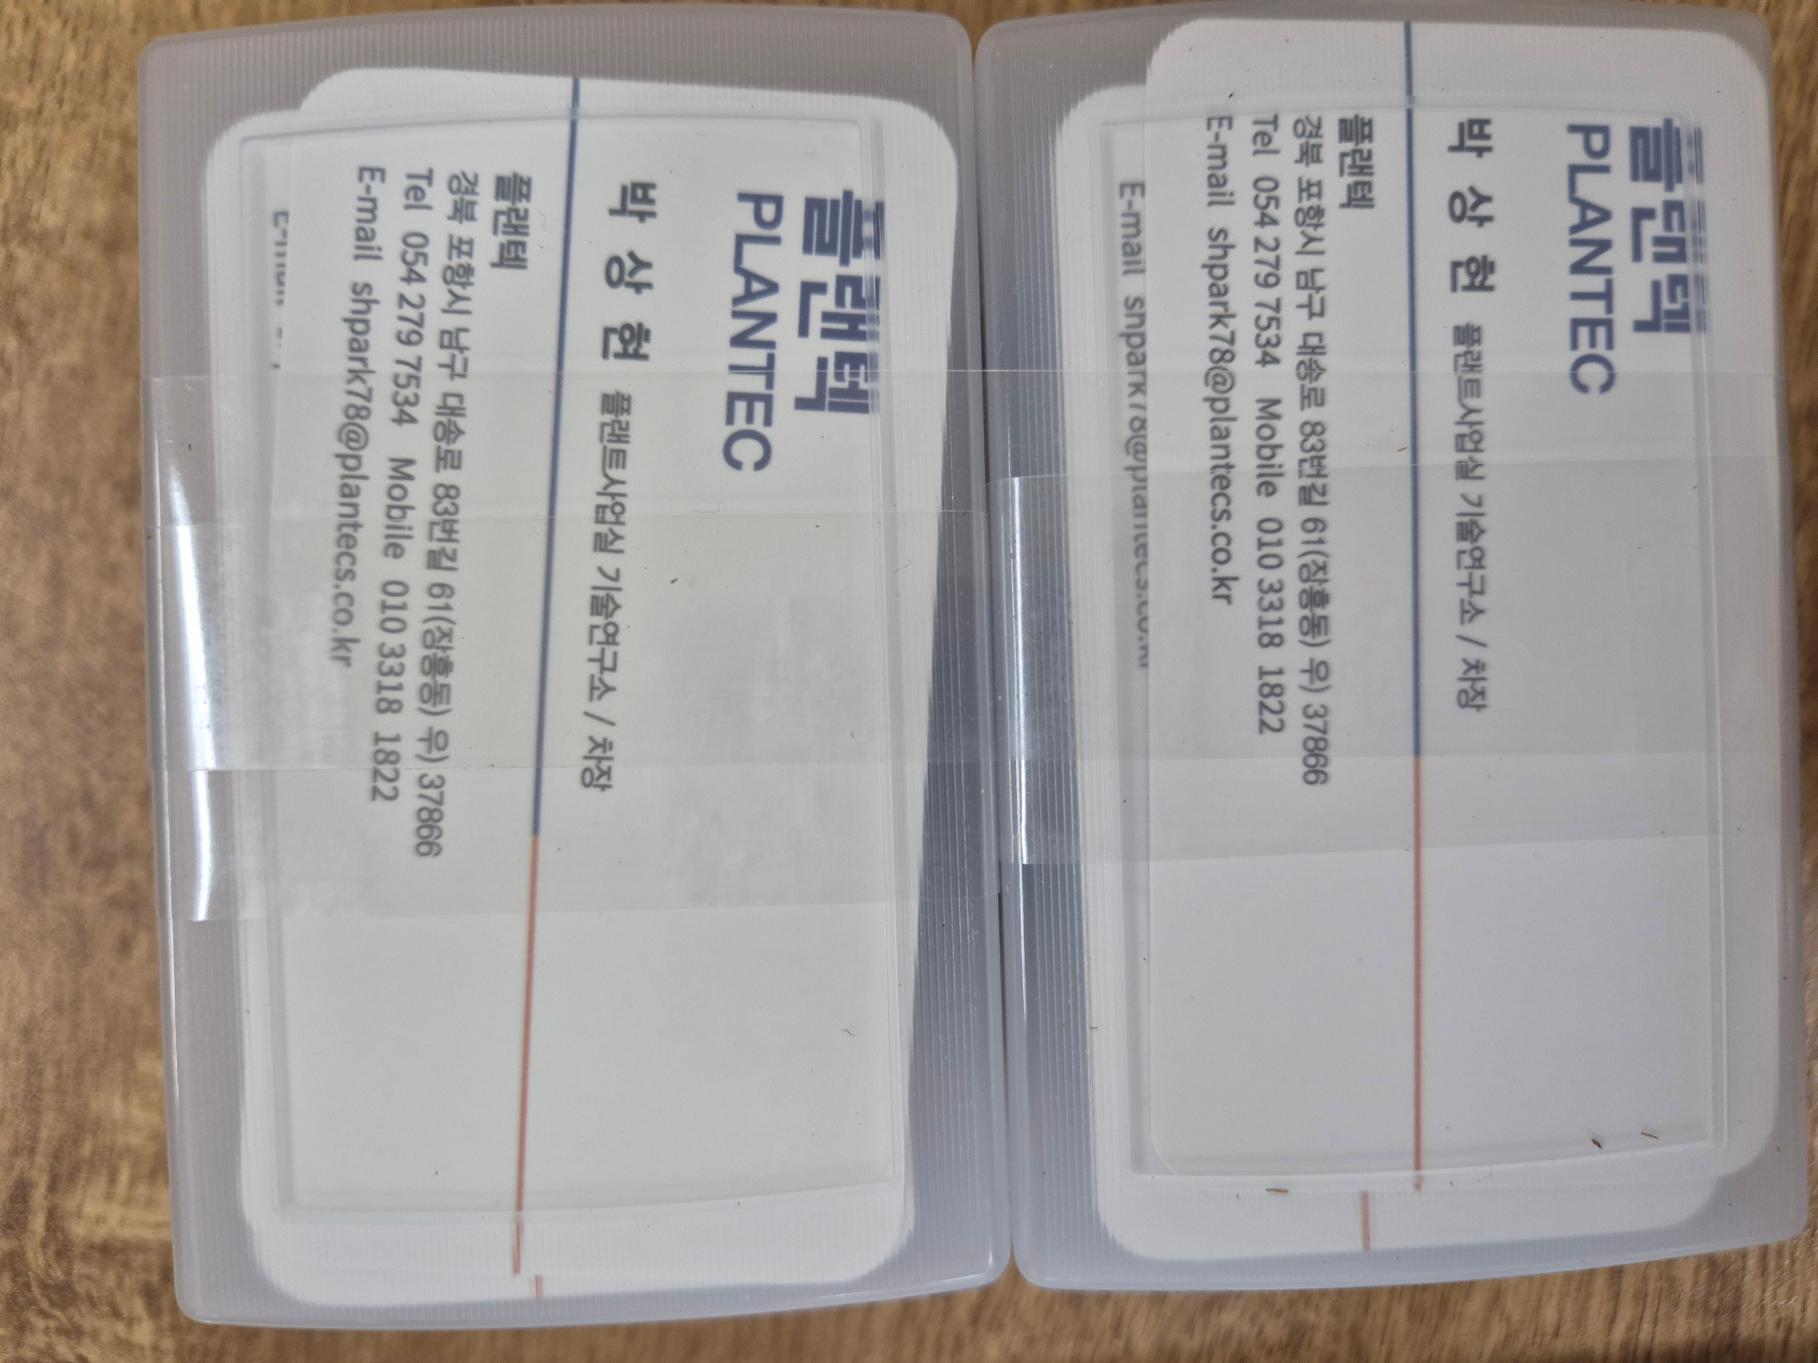 플랜텍
PLANTEC
박 상 현 플랜트사업실 기술연구소 / 차장
플랜텍
경북 포항시 남구 대송로 83번길 61(장흥동) 우) 37866
Tel 054 279 7534 Mobile 010 3318 1822
E-mail shpark78@plantecs.co.kr
플랜텍
PLANTEC
박 상 현 플랜트사업실 기술연구소 / 차장
플랜텍
경북 포항시 남구 대송로 83번길 61(장흥동) 우) 37866
Tel 054 279 7534 Mobile 010 3318 1822
E-mail shpark78@plantecs.co.kr
E-mail shpark78@plantecs.co.kr